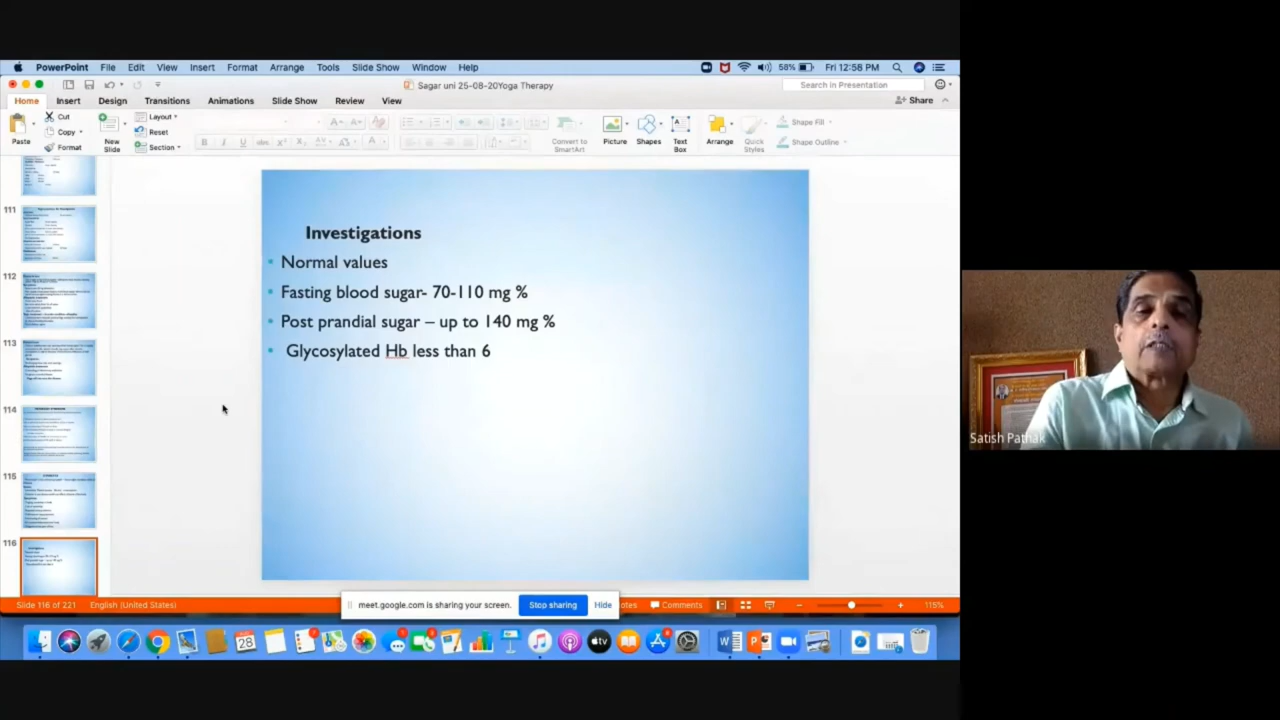 PowerPoint File Edit View Insert Format Arrange Tools Slide Show Window Help 58% Fri 12:58 PM
Sagar uni 25-08-20Yoga Therapy
Search in Presentation
Home Insert Design Transitions Animations Slide Show Review View
Share
Paste
Cut
Copy
Format
New Slide
Layout
Reset
Section
Convert to SmartArt
Picture
Shapes
Text Box
Arrange
Quick Styles
Shape Fill
Shape Outline
111
112
113
114
115
116
Investigations
Normal values
Fasting blood sugar- 70-110 mg %
Post prandial sugar – up to 140 mg %
Glycosylated Hb less than 6
Satish Pathak
Slide 116 of 221 English (United States)
meet.google.com is sharing your screen. Stop sharing Hide
otes Comments 115%
28